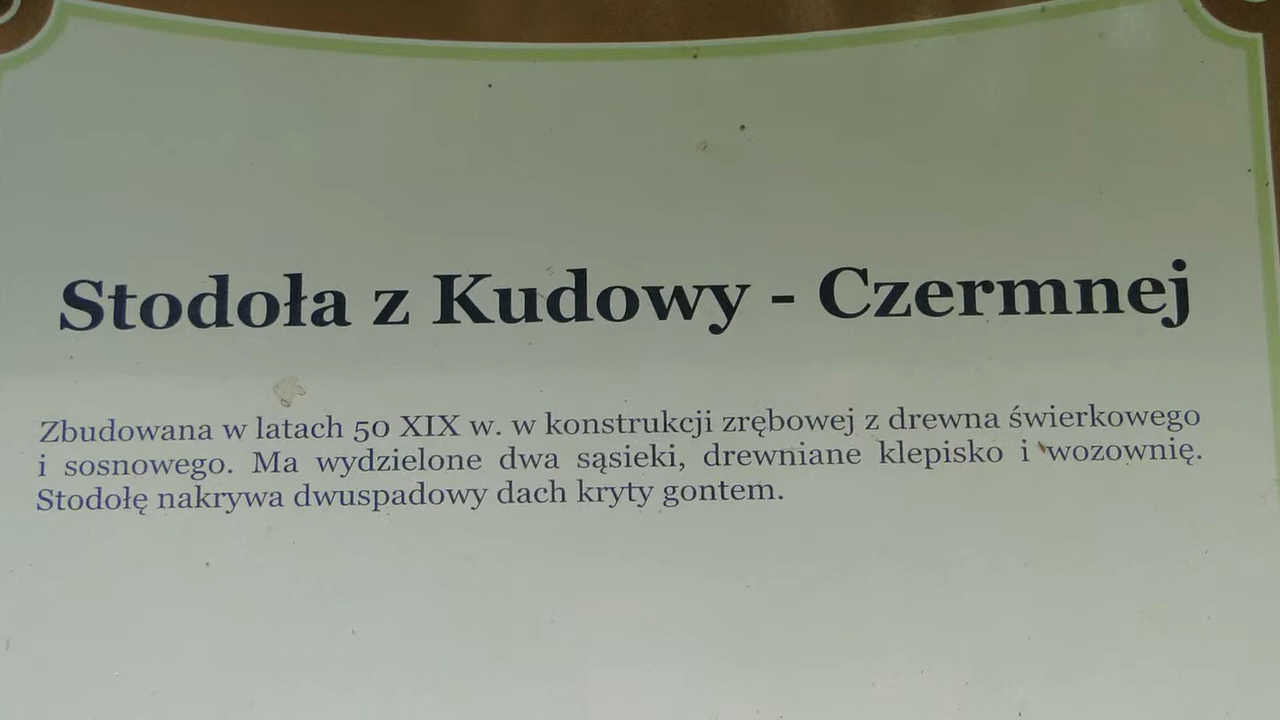 Stodoła z Kudowy - Czermnej
Zbudowana w latach 50 XIX w. w konstrukcji zrębowej z drewna świerkowego
i sosnowego. Ma wydzielone dwa sąsieki, drewniane klepisko i wozownię.
Stodołę nakrywa dwuspadowy dach kryty gontem.